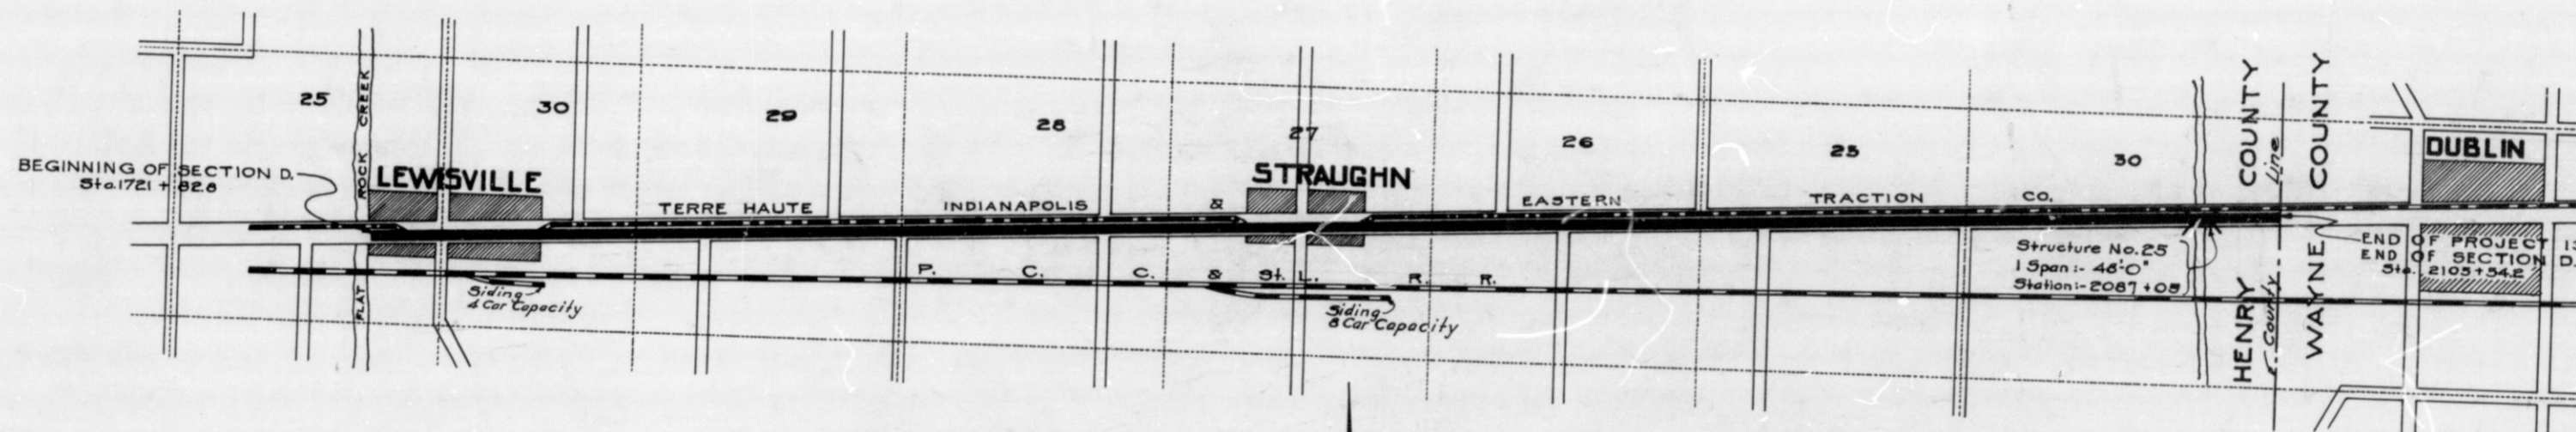 25
30
29
28
27
26
25
30
FLAT ROCK CREEK
BEGINNING OF SECTION D.
Sta. 1721 + 82.8
LEWISVILLE
STRAUGHN
DUBLIN
TERRE HAUTE INDIANAPOLIS & EASTERN TRACTION CO.
P. C. C. & St. L. R. R.
Siding
4 Car Capacity
Siding
8 Car Capacity
Structure No. 25
1 Span :- 48'-0"
Station :- 2087 + 08
HENRY COUNTY
County Line
WAYNE COUNTY
END OF PROJECT
END OF SECTION D.
Sta. 2105+54.2